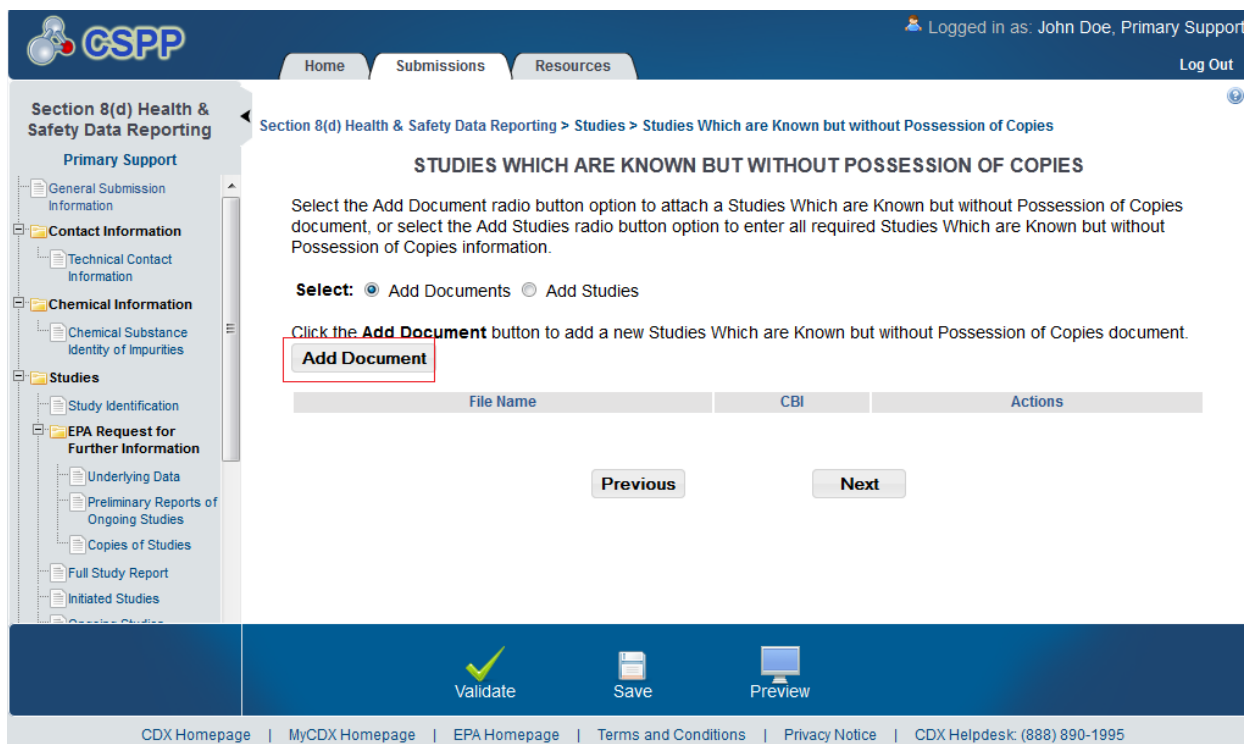 CSPP
Logged in as: John Doe, Primary Support
Home
Submissions
Resources
Log Out
Section 8(d) Health &
Safety Data Reporting
Primary Support
General Submission
Information
Contact Information
Technical Contact
Information
Chemical Information
Chemical Substance
Identity of Impurities
Studies
Study Identification
EPA Request for
Further Information
Underlying Data
Preliminary Reports of
Ongoing Studies
Copies of Studies
Full Study Report
Initiated Studies
Section 8(d) Health & Safety Data Reporting > Studies > Studies Which are Known but without Possession of Copies
STUDIES WHICH ARE KNOWN BUT WITHOUT POSSESSION OF COPIES
Select the Add Document radio button option to attach a Studies Which are Known but without Possession of Copies
document, or select the Add Studies radio button option to enter all required Studies Which are Known but without
Possession of Copies information.
Select: Add Documents Add Studies
Click the Add Document button to add a new Studies Which are Known but without Possession of Copies document.
Add Document
File Name CBI Actions
Previous Next
Validate Save Preview
CDX Homepage | MyCDX Homepage | EPA Homepage | Terms and Conditions | Privacy Notice | CDX Helpdesk: (888) 890-1995